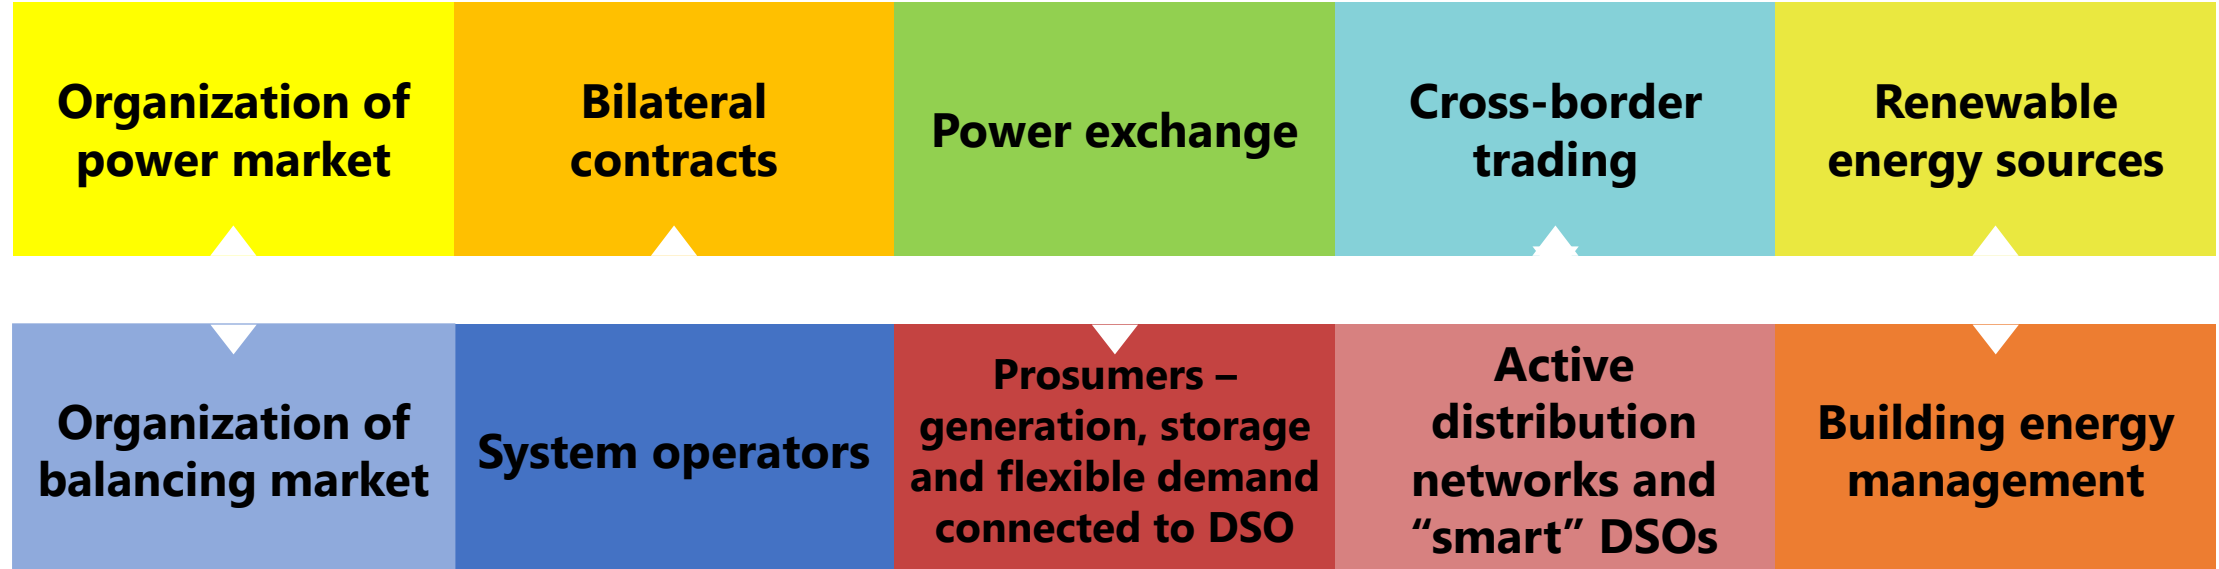 Organization of
power market
Bilateral
contracts
Power exchange
Cross-border
trading
Renewable
energy sources
Organization of
balancing market
System operators
Prosumers –
generation, storage
and flexible demand
connected to DSO
Active
distribution
networks and
“smart” DSOs
Building energy
management